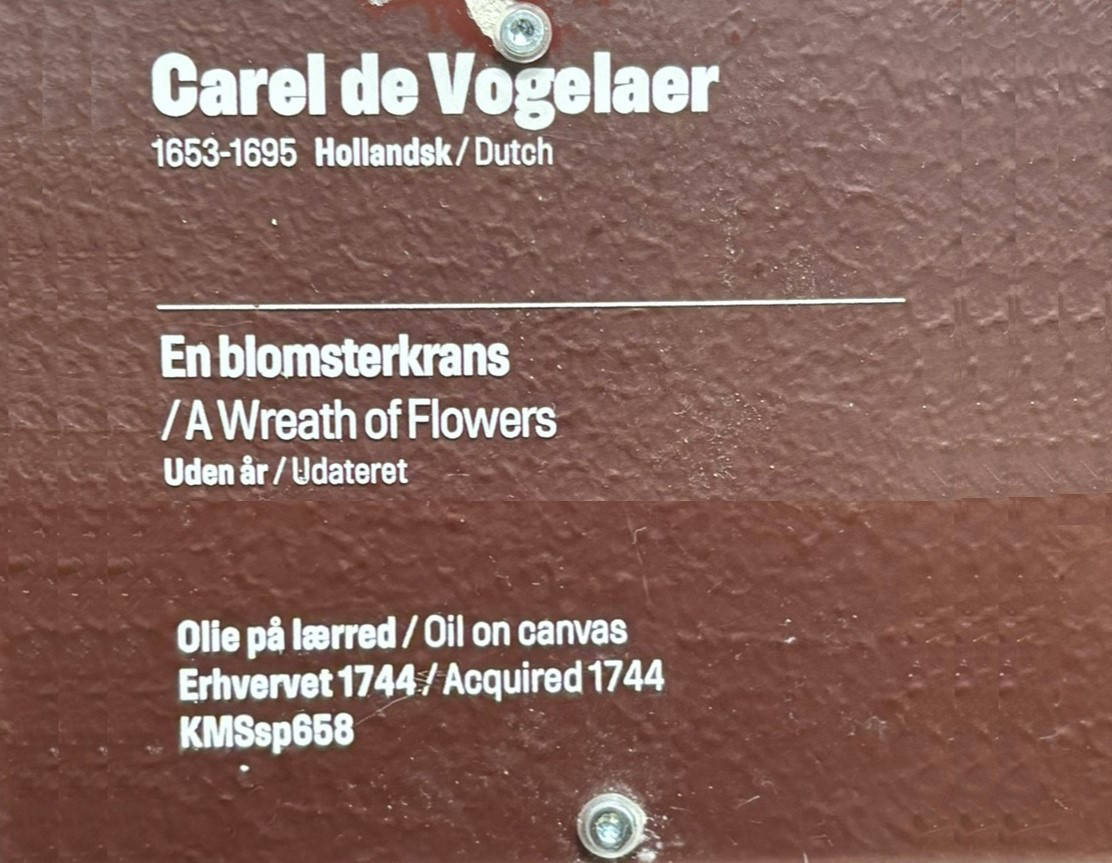 Carel de Vogelaer
1653-1695 Hollandsk / Dutch
En blomsterkrans
/ A Wreath of Flowers
Uden år / Udateret
Olie på lærred / Oil on canvas
Erhvervet 1744 / Acquired 1744
KMSsp658